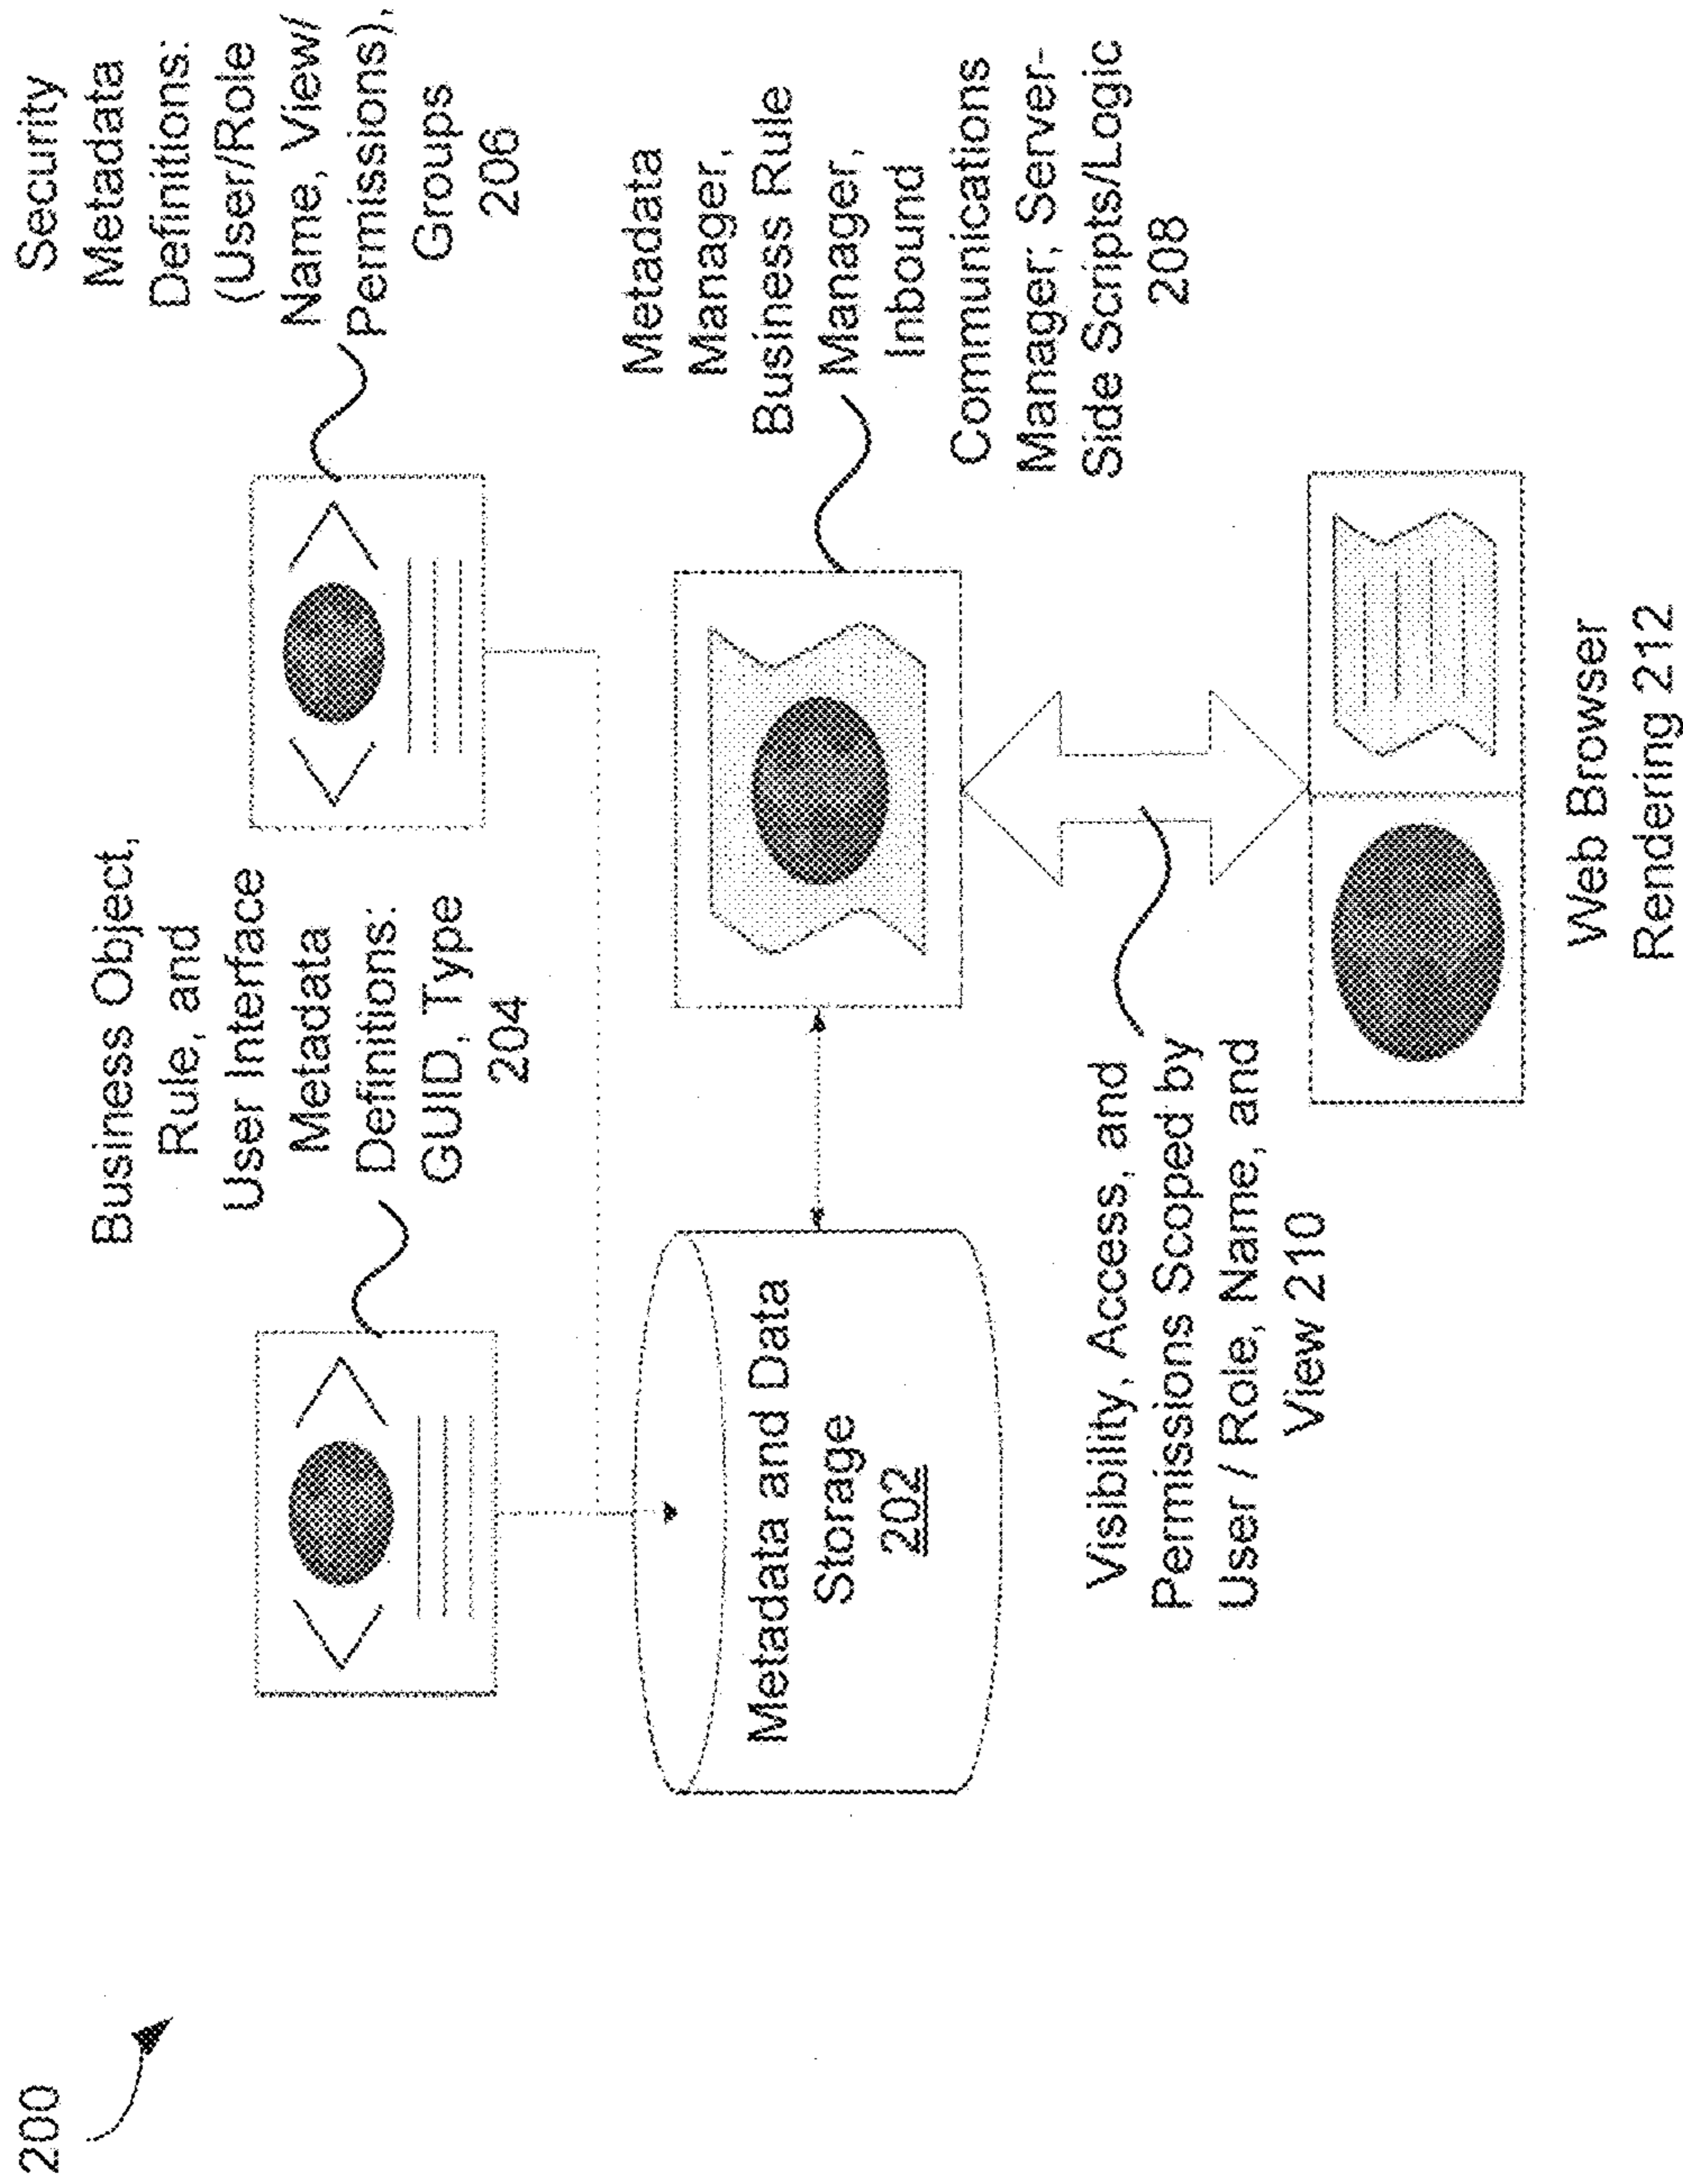 200
Business Object,
Rule, and
User Interface
Metadata
Definitions:
GUID, Type
204
Security
Metadata
Definitions:
(User/Role
Name, View/
Permissions),
Groups
206
Metadata and Data
Storage
202
Metadata
Manager,
Business Rule
Manager,
Inbound
Communications
Manager, Server-
Side Scripts/Logic
208
Visibility, Access, and
Permissions Scoped by
User / Role, Name, and
View 210
Web Browser
Rendering 212